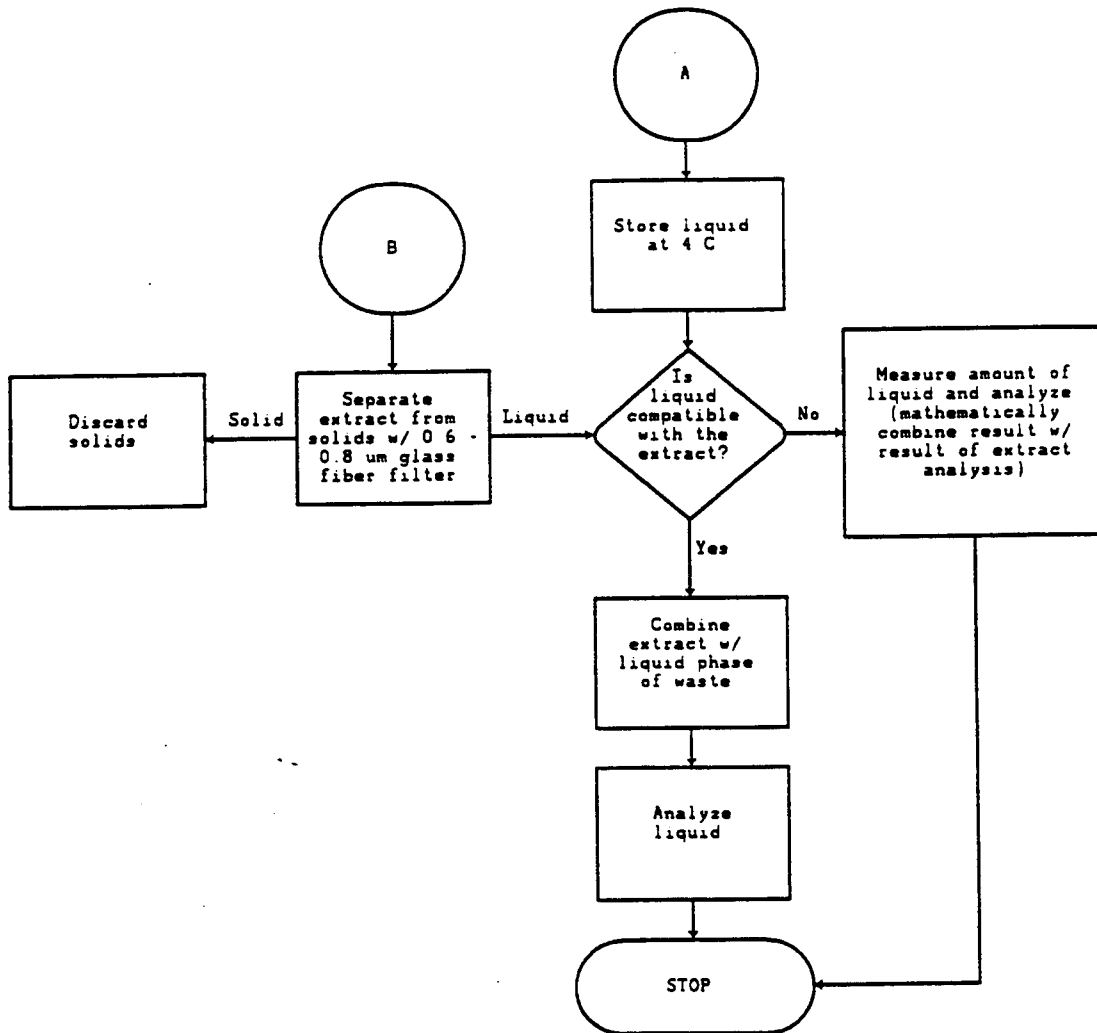 A
Store liquid
at 4 C
B
Discard
solids
Solid
Separate
extract from
solids w/ 0 6 -
0.8 um glass
fiber filter
Liquid
Is
liquid
compatible
with the
extract?
No
Measure amount of
liquid and analyze
(mathematically
combine result w/
result of extract
analysis)
Yes
Combine
extract w/
liquid phase
of waste
Analyze
liquid
STOP